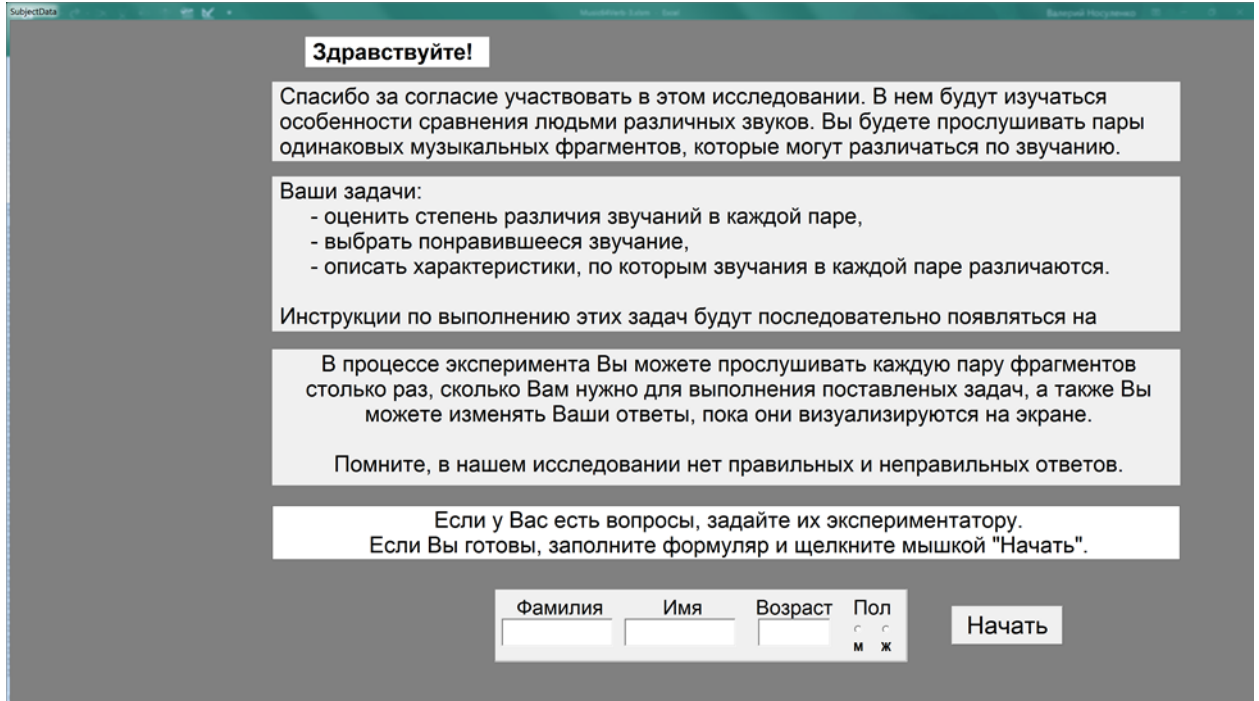 SubjectData
Валерий Носуленко
Здравствуйте!
Спасибо за согласие участвовать в этом исследовании. В нем будут изучаться
особенности сравнения людьми различных звуков. Вы будете прослушивать пары
одинаковых музыкальных фрагментов, которые могут различаться по звучанию.
Ваши задачи:
- оценить степень различия звучаний в каждой паре,
- выбрать понравившееся звучание,
- описать характеристики, по которым звучания в каждой паре различаются.
Инструкции по выполнению этих задач будут последовательно появляться на
В процессе эксперимента Вы можете прослушивать каждую пару фрагментов
столько раз, сколько Вам нужно для выполнения поставленых задач, а также Вы
можете изменять Ваши ответы, пока они визуализируются на экране.
Помните, в нашем исследовании нет правильных и неправильных ответов.
Если у Вас есть вопросы, задайте их экспериментатору.
Если Вы готовы, заполните формуляр и щелкните мышкой "Начать".
Фамилия Имя Возраст Пол
м ж
Начать